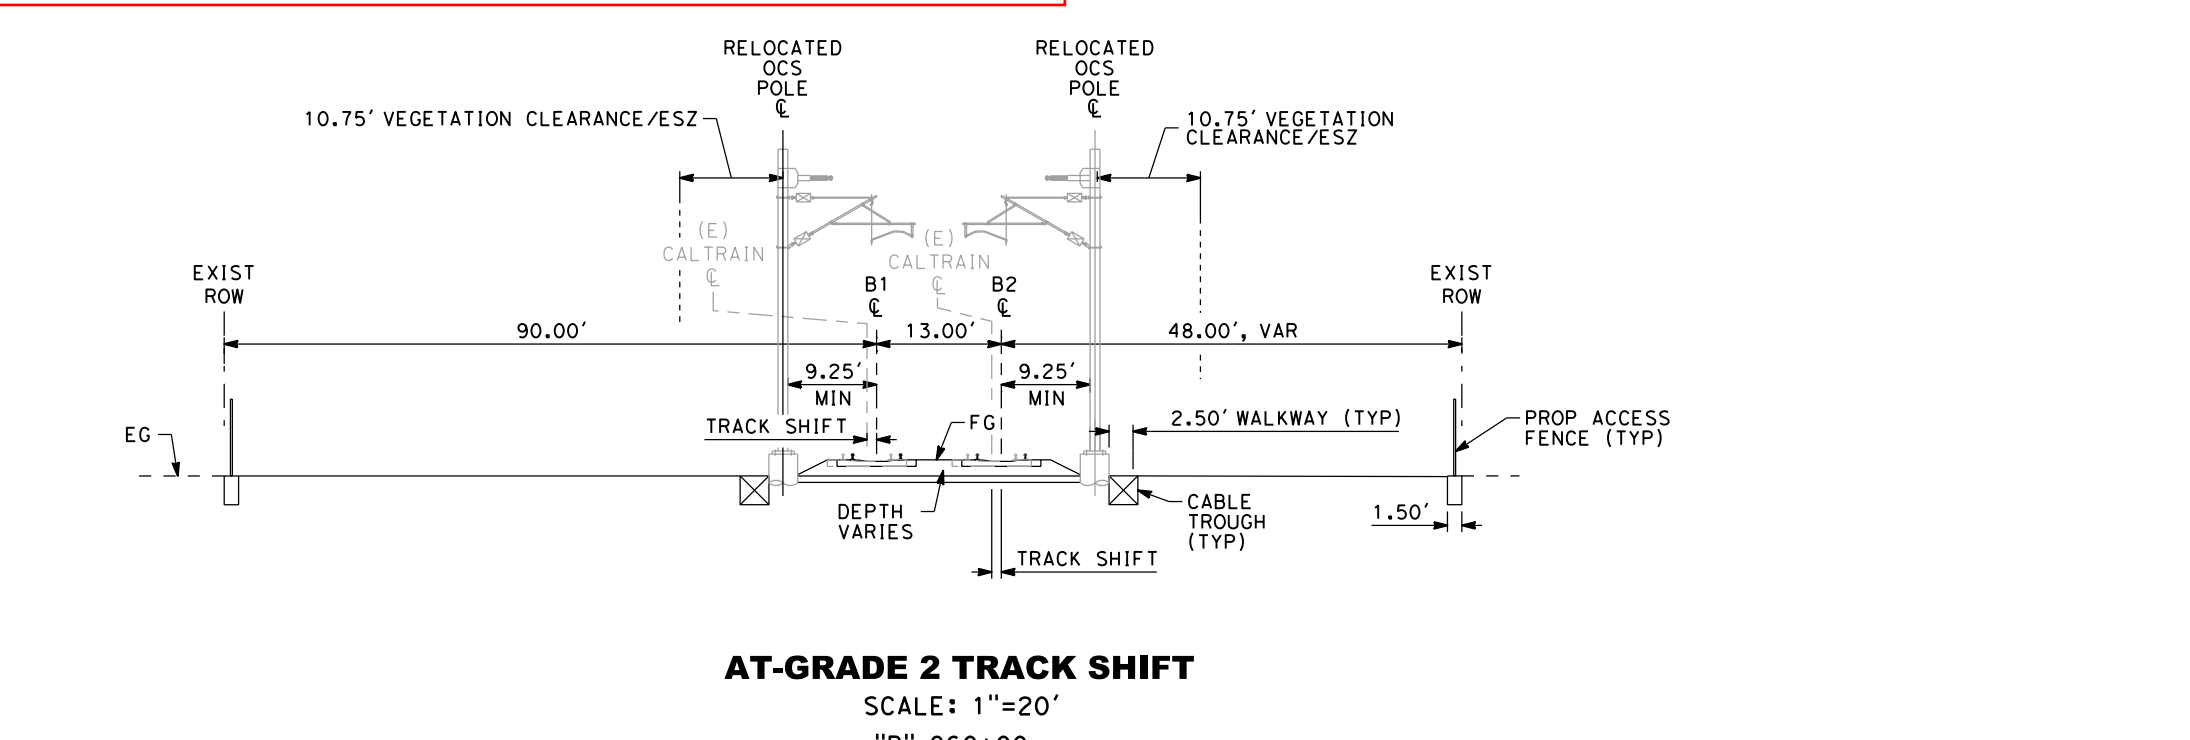 RELOCATED
OCS
POLE
℄
RELOCATED
OCS
POLE
℄
10.75' VEGETATION CLEARANCE/ESZ
10.75' VEGETATION
CLEARANCE/ESZ
(E)
CALTRAIN
℄
(E)
CALTRAIN
℄
EXIST
ROW
B1
℄
B2
℄
EXIST
ROW
90.00'
13.00'
48.00', VAR
9.25'
MIN
9.25'
MIN
TRACK SHIFT
FG
2.50' WALKWAY (TYP)
PROP ACCESS
FENCE (TYP)
EG
DEPTH
VARIES
CABLE
TROUGH
(TYP)
1.50'
TRACK SHIFT
AT-GRADE 2 TRACK SHIFT
SCALE: 1"=20'